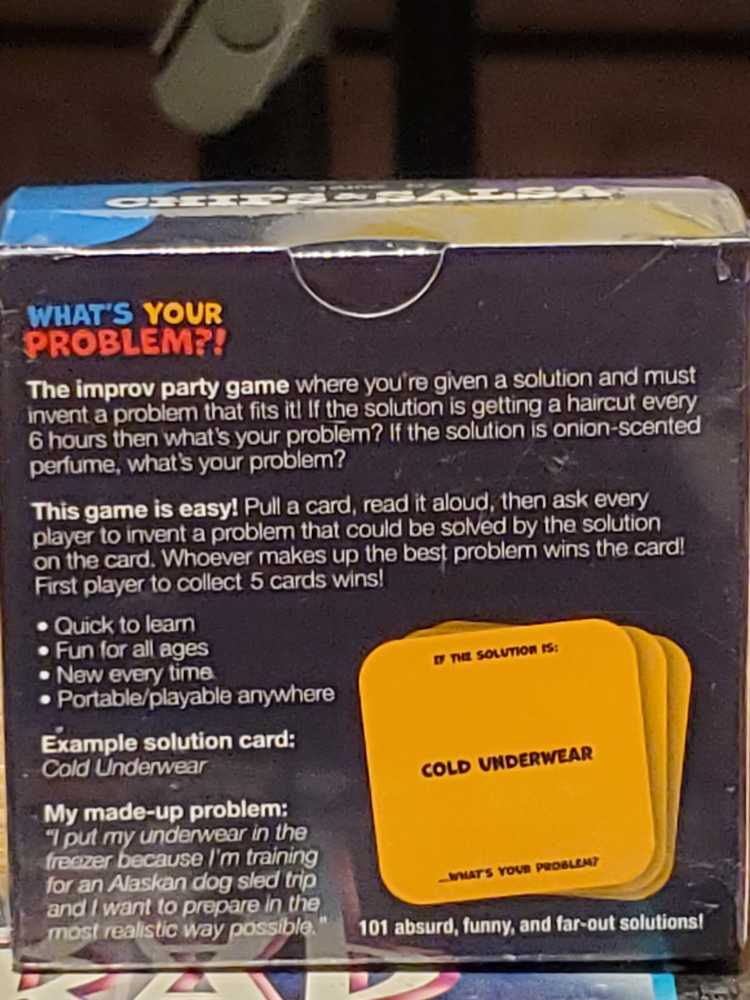 A GAME BY
CHIPS & SALSA
WHAT'S YOUR
PROBLEM?!
The improv party game where you're given a solution and must
invent a problem that fits it! If the solution is getting a haircut every
6 hours then what's your problem? If the solution is onion-scented
perfume, what's your problem?
This game is easy! Pull a card, read it aloud, then ask every
player to invent a problem that could be solved by the solution
on the card. Whoever makes up the best problem wins the card!
First player to collect 5 cards wins!
• Quick to learn
• Fun for all ages
• New every time
• Portable/playable anywhere
Example solution card:
Cold Underwear
My made-up problem:
"I put my underwear in the
freezer because I'm training
for an Alaskan dog sled trip
and I want to prepare in the
most realistic way possible."
IF THE SOLUTION IS:
COLD UNDERWEAR
...WHAT'S YOUR PROBLEM?
101 absurd, funny, and far-out solutions!